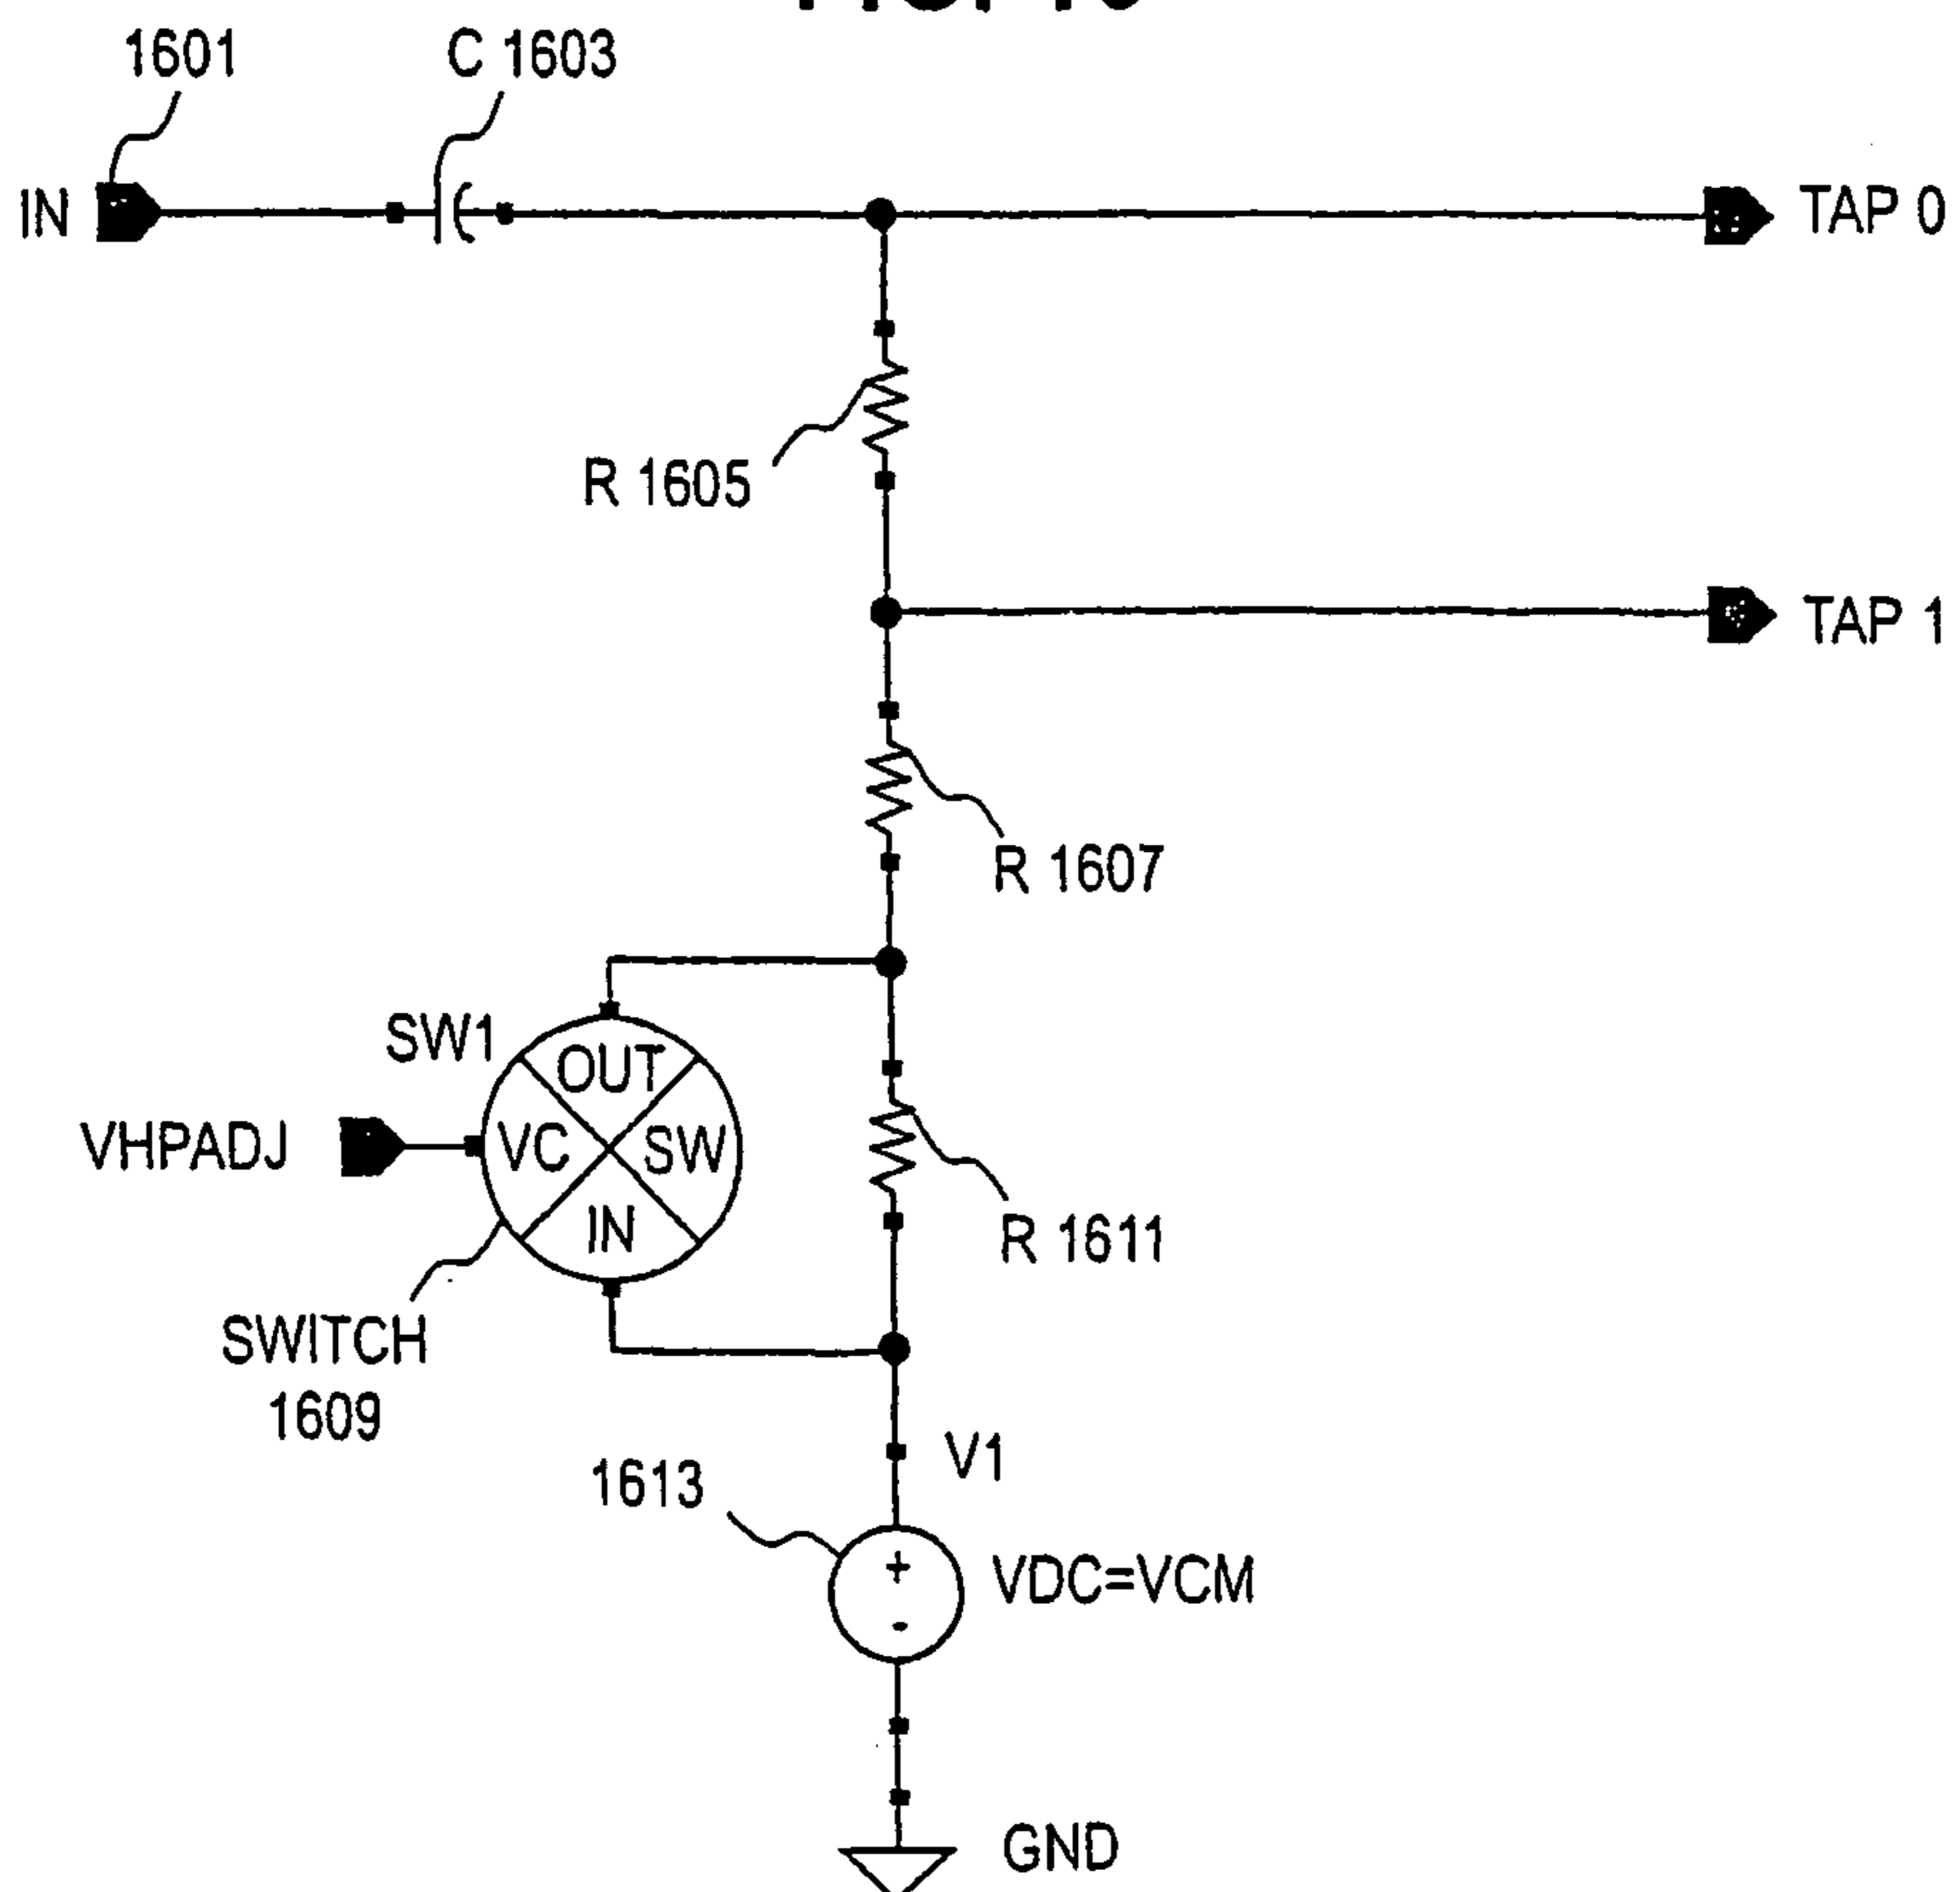 1601
C 1603
IN
TAP 0
R 1605
TAP 1
R 1607
SW1
OUT
VHPADJ
VC
SW
IN
R 1611
SWITCH
1609
V1
1613
+
VDC=VCM
-
GND